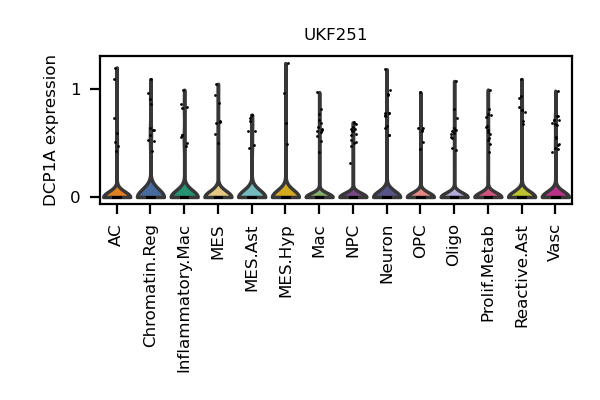 UKF251
DCP1A expression
1
0
AC
Chromatin.Reg
Inflammatory.Mac
MES
MES.Ast
MES.Hyp
Mac
NPC
Neuron
OPC
Oligo
Prolif.Metab
Reactive.Ast
Vasc